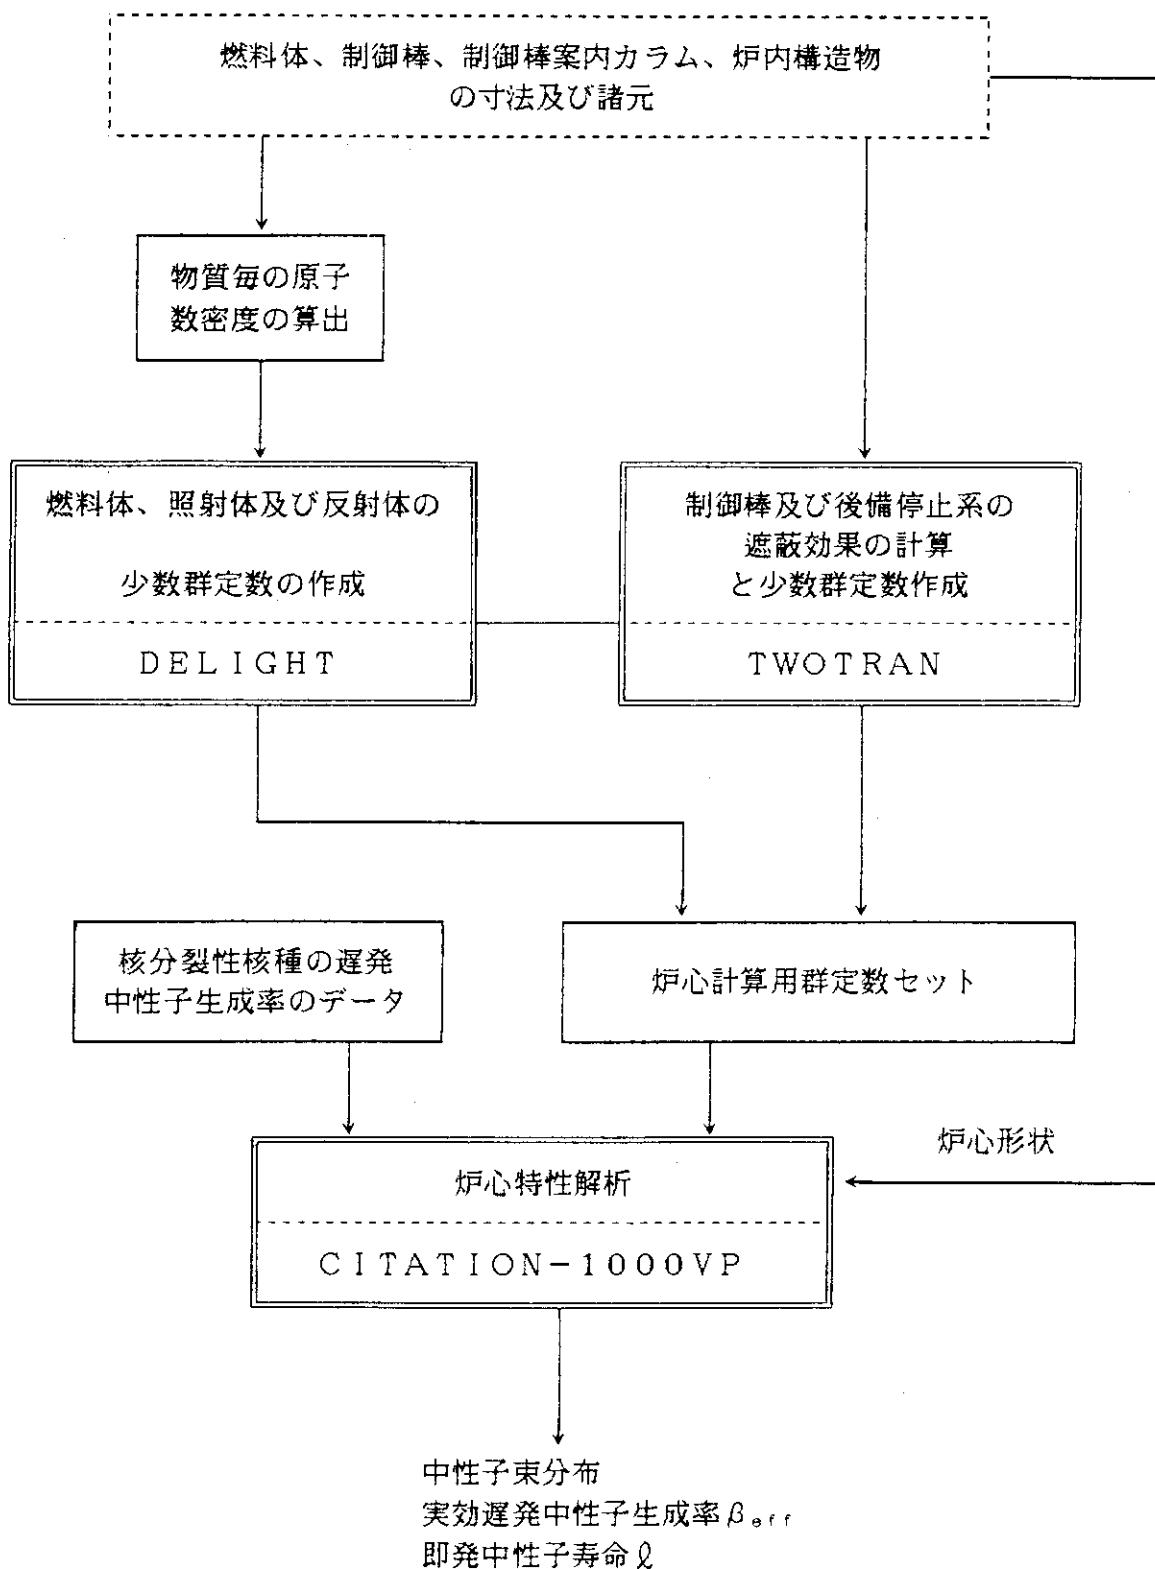 燃料体、制御棒、制御棒案内カラム、炉内構造物
の寸法及び諸元
物質毎の原子
数密度の算出
燃料体、照射体及び反射体の
少数群定数の作成
DELIGHT
制御棒及び後備停止系の
遮蔽効果の計算
と少数群定数作成
TWOTRAN
核分裂性核種の遅発
中性子生成率のデータ
炉心計算用群定数セット
炉心形状
炉心特性解析
CITATION-1000VP
中性子束分布
実効遅発中性子生成率βeff
即発中性子寿命ℓ